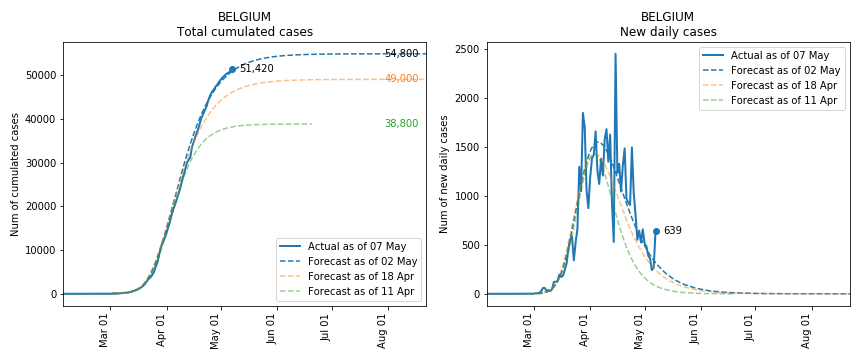 BELGIUM
Total cumulated cases
Num of cumulated cases
50000
40000
30000
20000
10000
0
54,800
51,420
49,000
38,800
Actual as of 07 May
Forecast as of 02 May
Forecast as of 18 Apr
Forecast as of 11 Apr
Mar 01
Apr 01
May 01
Jun 01
Jul 01
Aug 01
BELGIUM
New daily cases
Num of new daily cases
2500
2000
1500
1000
500
0
Actual as of 07 May
Forecast as of 02 May
Forecast as of 18 Apr
Forecast as of 11 Apr
639
Mar 01
Apr 01
May 01
Jun 01
Jul 01
Aug 01